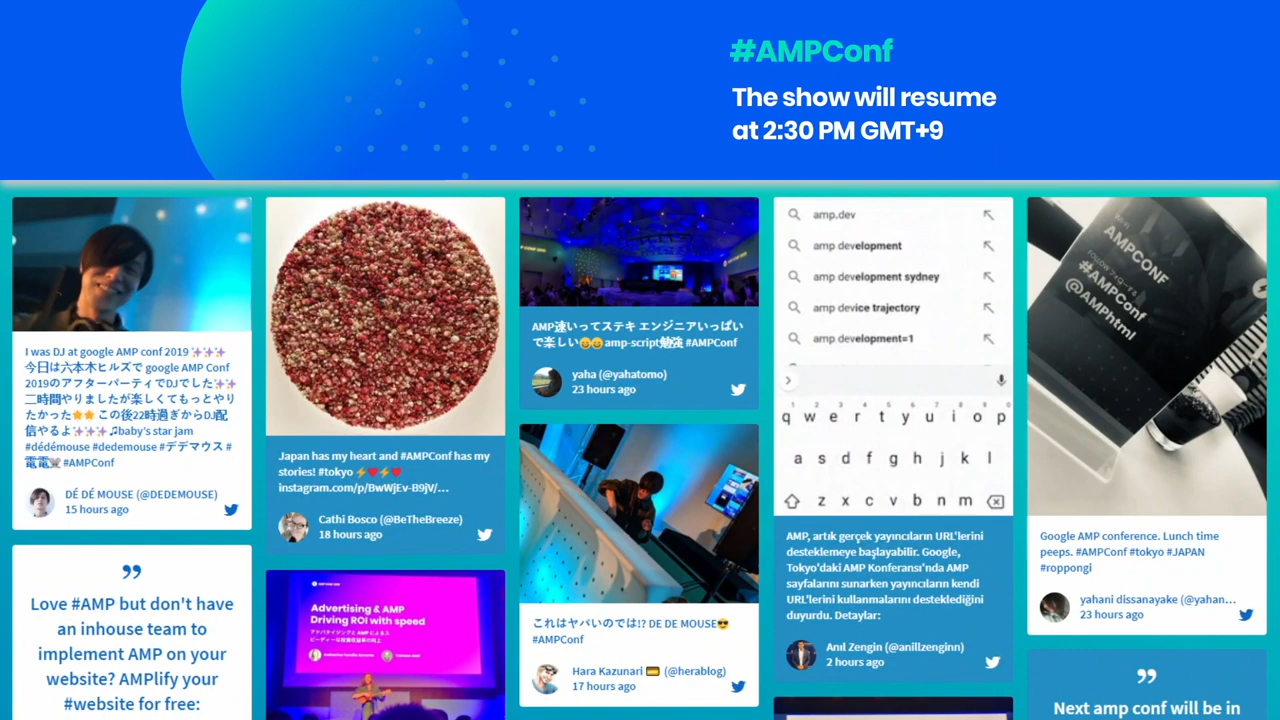 #AMPConf
The show will resume
at 2:30 PM GMT+9
I was DJ at google AMP conf 2019 ✨✨✨
今日は六本木ヒルズで google AMP Conf
2019のアフターパーティでDJでした✨✨
二時間やりましたが楽しくてもっとやり
たかった🌟🌟 この後22時過ぎからDJ配
信やるよ✨✨✨🎵baby's star jam
#dédémouse #dedemouse #デデマウス #
電電🐭 #AMPConf
DÉ DÉ MOUSE (@DEDEMOUSE)
15 hours ago
”
Love #AMP but don't have
an inhouse team to
implement AMP on your
website? AMPlify your
#website for free:
Japan has my heart and #AMPConf has my
stories! #tokyo ⚡❤️⚡❤️
instagram.com/p/BwWjEv-B9jV/...
Cathi Bosco (@BeTheBreeze)
18 hours ago
Advertising & AMP
Driving ROI with speed
AMP速いってステキ エンジニアいっぱい
で楽しい😄😄 amp-script勉強 #AMPConf
yaha (@yahatomo)
23 hours ago
これはヤバいのでは!? DE DE MOUSE😎
#AMPConf
Hara Kazunari 💳 (@herablog)
17 hours ago
amp.dev
amp development
amp development sydney
amp device trajectory
amp development=1
1 2 3 4 5 6 7 8 9 0
q w e r t y u i o p
a s d f g h j k l
z x c v b n m
AMP, artık gerçek yayıncıların URL'lerini
desteklemeye başlayabilir. Google,
Tokyo'daki AMP Konferansı'nda AMP
sayfalarını sunarken yayıncıların kendi
URL'lerini kullanmalarını desteklediğini
duyurdu. Detaylar:
Anıl Zengin (@anillzenginn)
2 hours ago
AMPCONF
#AMPConf
@AMPhtml
Google AMP conference. Lunch time
peeps. #AMPConf #tokyo #JAPAN
#roppongi
yahani dissanayake (@yahan...
23 hours ago
”
Next amp conf will be in